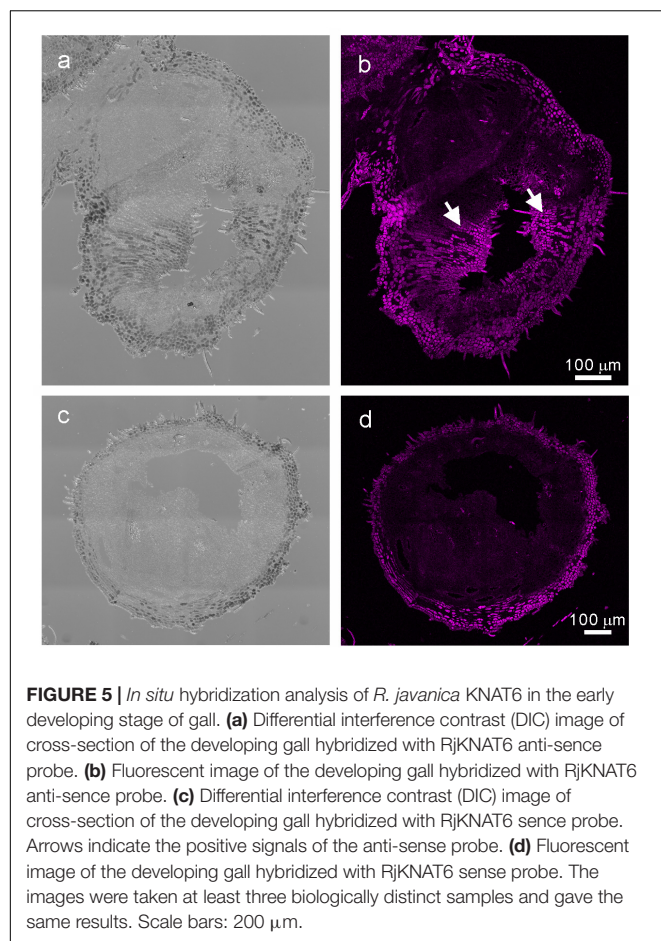 a
b
100 μm
c
d
100 μm
FIGURE 5 | In situ hybridization analysis of R. javanica KNAT6 in the early
developing stage of gall. (a) Differential interference contrast (DIC) image of
cross-section of the developing gall hybridized with RjKNAT6 anti-sence
probe. (b) Fluorescent image of the developing gall hybridized with RjKNAT6
anti-sence probe. (c) Differential interference contrast (DIC) image of
cross-section of the developing gall hybridized with RjKNAT6 sence probe.
Arrows indicate the positive signals of the anti-sense probe. (d) Fluorescent
image of the developing gall hybridized with RjKNAT6 sense probe. The
images were taken at least three biologically distinct samples and gave the
same results. Scale bars: 200 μm.